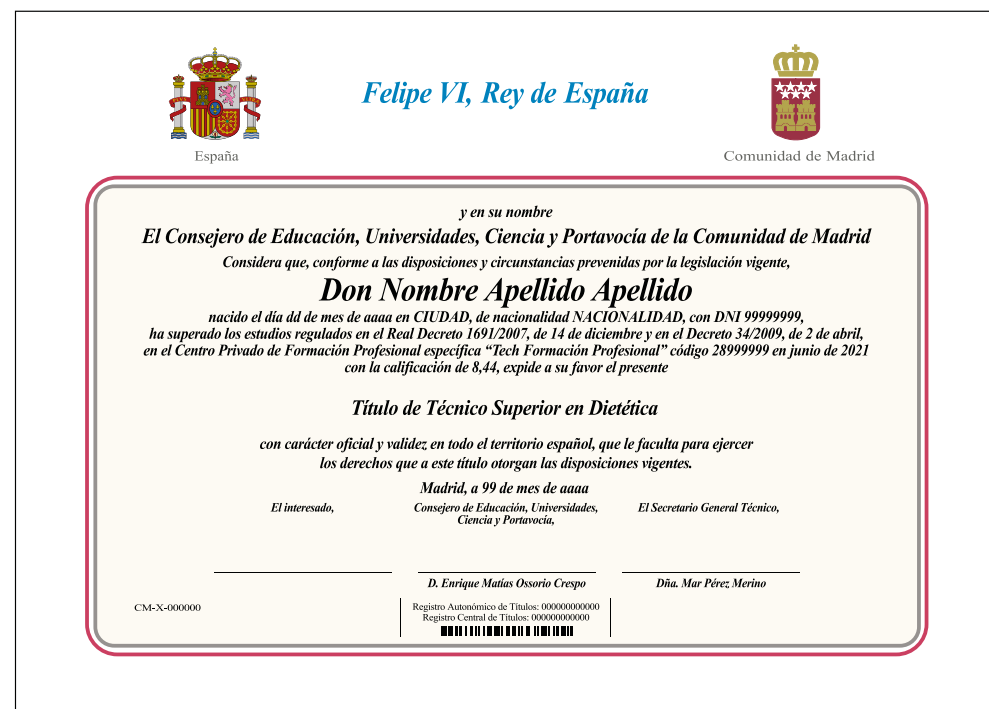 Felipe VI, Rey de España
España
Comunidad de Madrid
y en su nombre
El Consejero de Educación, Universidades, Ciencia y Portavocía de la Comunidad de Madrid
Considera que, conforme a las disposiciones y circunstancias prevenidas por la legislación vigente,
Don Nombre Apellido Apellido
nacido el día dd de mes de aaaa en CIUDAD, de nacionalidad NACIONALIDAD, con DNI 99999999,
ha superado los estudios regulados en el Real Decreto 1691/2007, de 14 de diciembre y en el Decreto 34/2009, de 2 de abril,
en el Centro Privado de Formación Profesional específica “Tech Formación Profesional” código 28999999 en junio de 2021
con la calificación de 8,44, expide a su favor el presente
Título de Técnico Superior en Dietética
con carácter oficial y validez en todo el territorio español, que le faculta para ejercer
los derechos que a este título otorgan las disposiciones vigentes.
Madrid, a 99 de mes de aaaa
El interesado,
Consejero de Educación, Universidades,
Ciencia y Portavocía,
El Secretario General Técnico,
D. Enrique Matías Ossorio Crespo
Dña. Mar Pérez Merino
CM-X-000000
Registro Autonómico de Títulos: 000000000000
Registro Central de Títulos: 000000000000